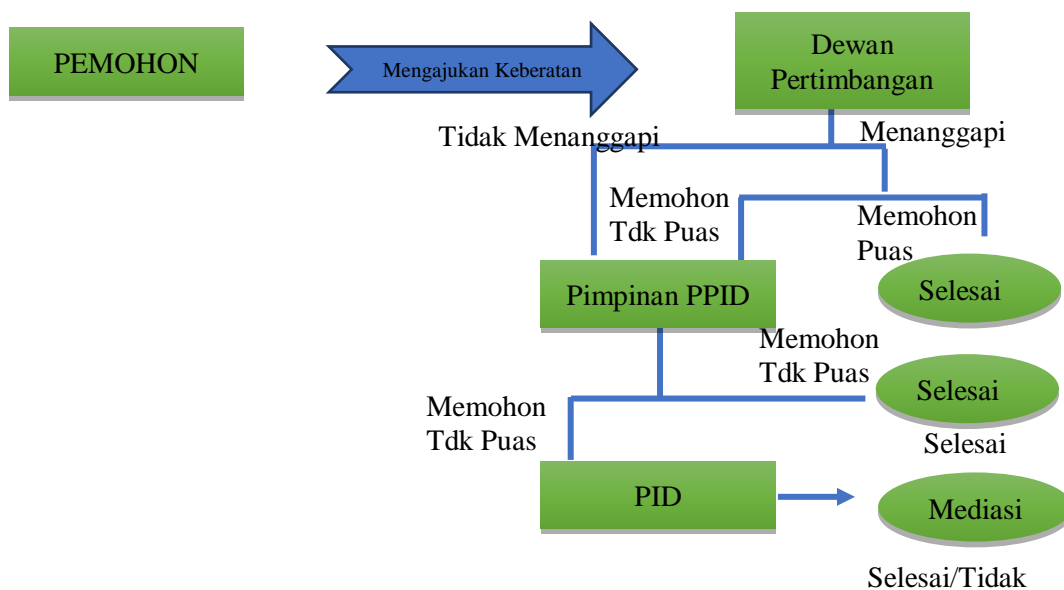 PEMOHON
Mengajukan Keberatan
Dewan
Pertimbangan
Tidak Menanggapi
Menanggapi
Memohon
Tdk Puas
Memohon
Puas
Pimpinan PPID
Selesai
Memohon
Tdk Puas
Selesai
Memohon
Tdk Puas
Selesai
PID
Mediasi
Selesai/Tidak